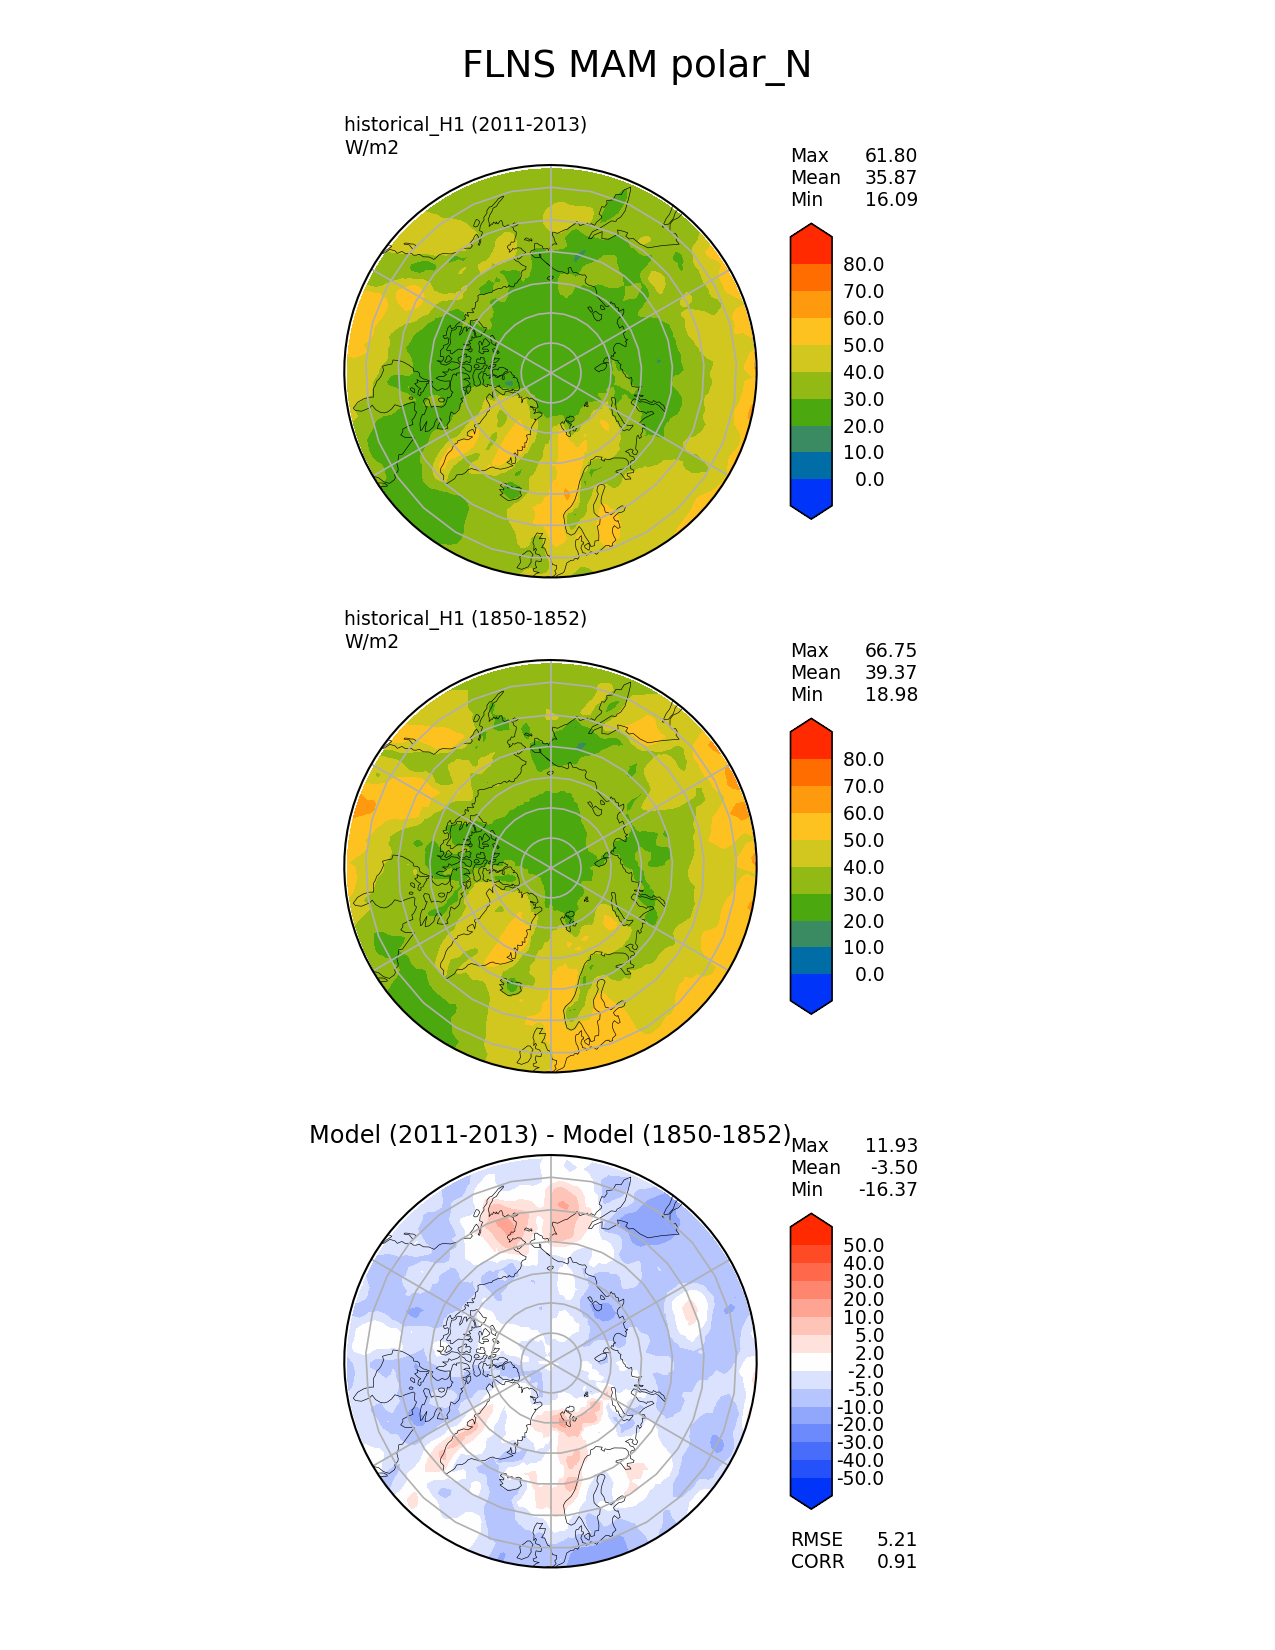 FLNS MAM polar_N
historical_H1 (2011-2013)
W/m2
Max 61.80
Mean 35.87
Min 16.09
80.0
70.0
60.0
50.0
40.0
30.0
20.0
10.0
0.0
historical_H1 (1850-1852)
W/m2
Max 66.75
Mean 39.37
Min 18.98
80.0
70.0
60.0
50.0
40.0
30.0
20.0
10.0
0.0
Model (2011-2013) - Model (1850-1852)
Max 11.93
Mean -3.50
Min -16.37
50.0
40.0
30.0
20.0
10.0
5.0
2.0
-2.0
-5.0
-10.0
-20.0
-30.0
-40.0
-50.0
RMSE 5.21
CORR 0.91